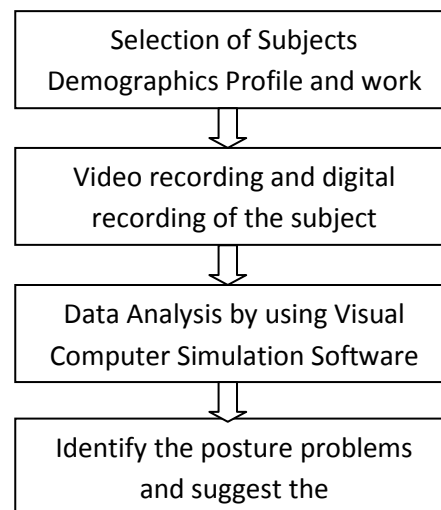 Selection of Subjects
Demographics Profile and work
Video recording and digital
recording of the subject
Data Analysis by using Visual
Computer Simulation Software
Identify the posture problems
and suggest the